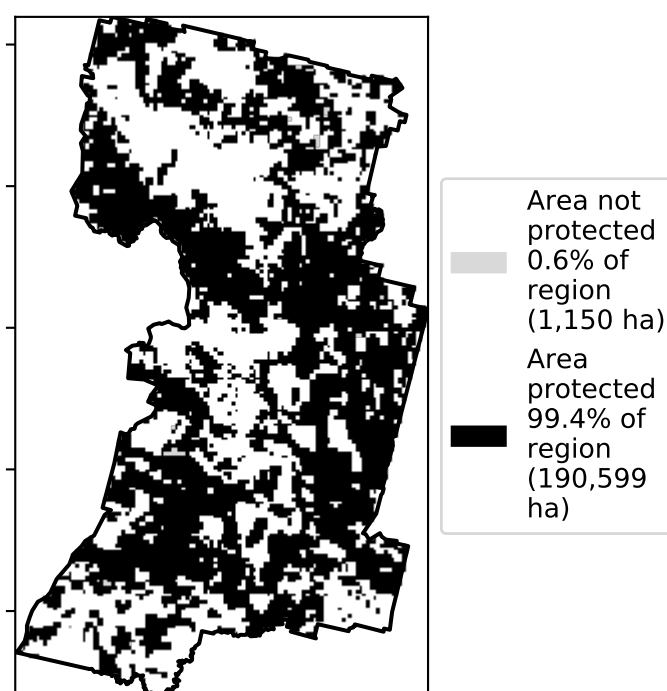 Area not
protected
0.6% of
region
(1,150 ha)
Area
protected
99.4% of
region
(190,599
ha)